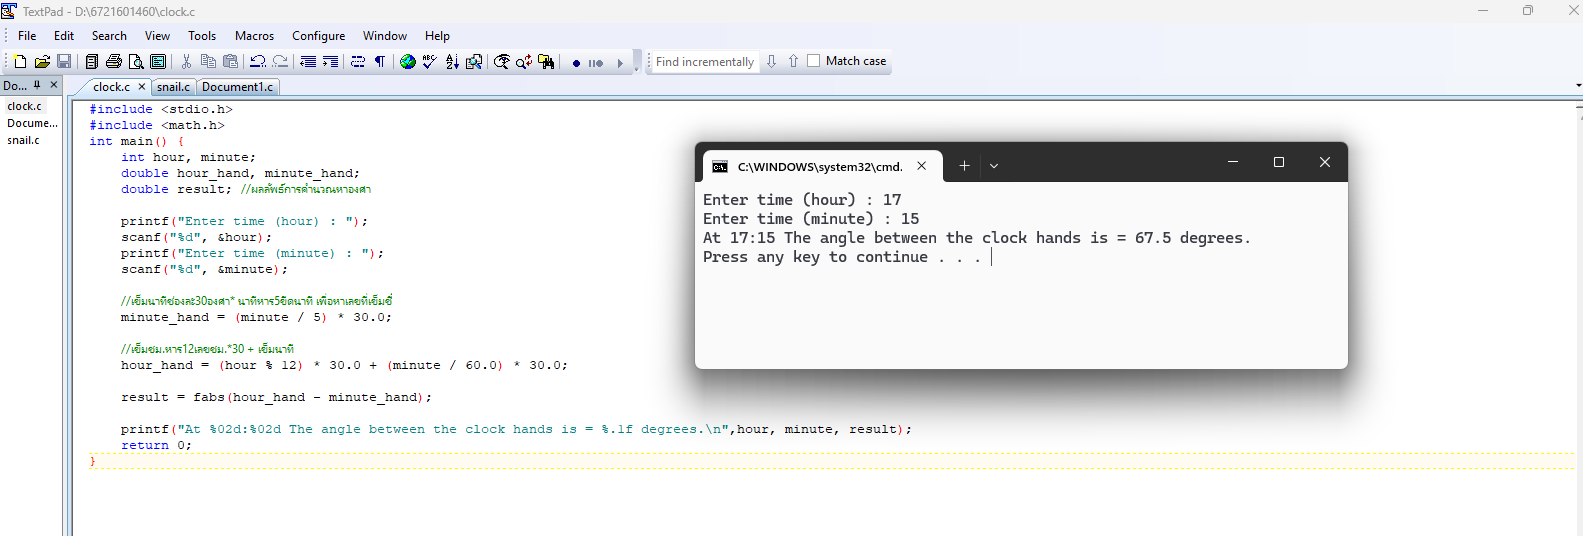 TextPad - D:\6721601460\clock.c
File Edit Search View Tools Macros Configure Window Help
Find incrementally Match case
Do...
clock.c snail.c Document1.c
clock.c
Docume...
snail.c
#include <stdio.h>
#include <math.h>
int main() {
int hour, minute;
double hour_hand, minute_hand;
double result; //ผลลัพธ์การคำนวณหาองศา
printf("Enter time (hour) : ");
scanf("%d", &hour);
printf("Enter time (minute) : ");
scanf("%d", &minute);
//เข็มนาทีช่องละ30องศา* นาทีหาร5ขีดนาที เพื่อหาเลขที่เข็มชี้
minute_hand = (minute / 5) * 30.0;
//เข็มชม.หาร12เลขชม.*30 + เข็มนาที
hour_hand = (hour % 12) * 30.0 + (minute / 60.0) * 30.0;
result = fabs(hour_hand - minute_hand);
printf("At %02d:%02d The angle between the clock hands is = %.1f degrees.\n",hour, minute, result);
return 0;
}
C:\WINDOWS\system32\cmd.
Enter time (hour) : 17
Enter time (minute) : 15
At 17:15 The angle between the clock hands is = 67.5 degrees.
Press any key to continue . . .